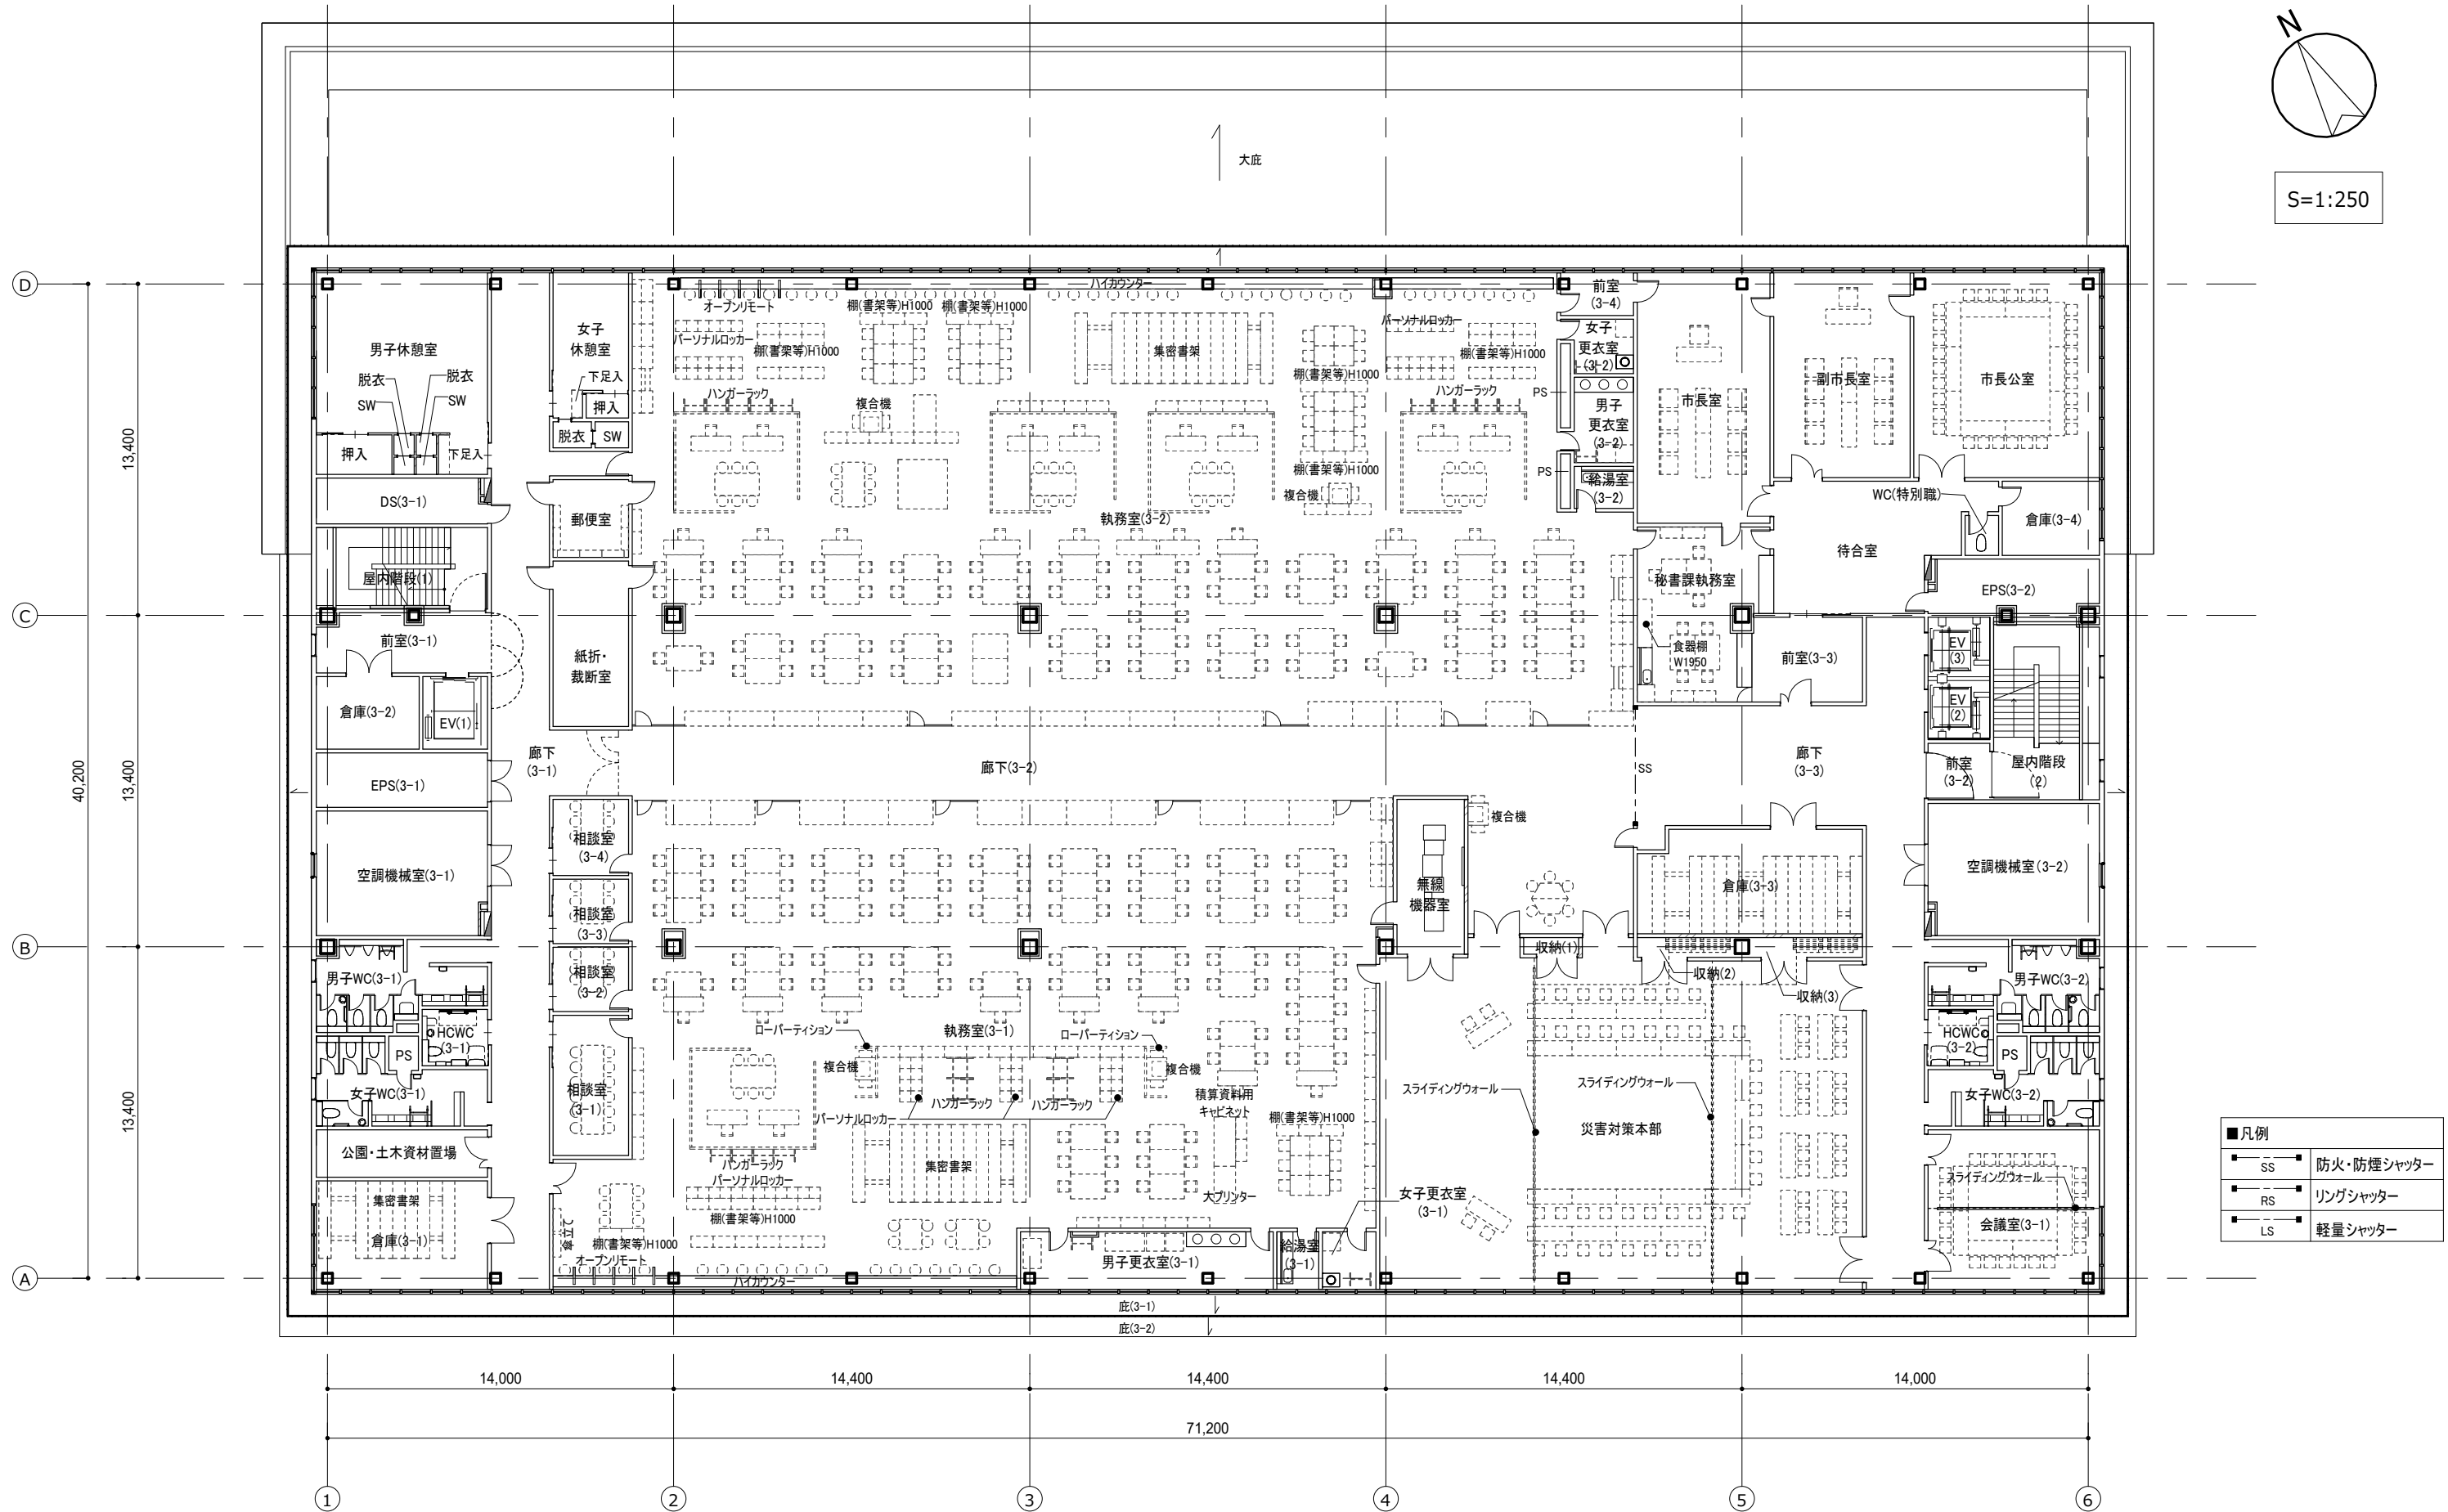 N
S=1:250
大庇
D
C
B
A
13,400
13,400
13,400
40,200
ハイカウンター
オープンリモート
棚(書架等)H1000
棚(書架等)H1000
パーソナルロッカー
棚(書架等)H1000
集密書架
パーソナルロッカー
棚(書架等)H1000
棚(書架等)H1000
前室
(3-4)
女子
更衣室
(3-2)
男子休憩室
脱衣
脱衣
SW
SW
押入
下足入
女子
休憩室
下足入
押入
脱衣
SW
ハンガーラック
複合機
ハンガーラック
PS
男子
更衣室
(3-2)
市長室
副市長室
市長公室
棚(書架等)H1000
複合機
PS
給湯室
(3-2)
WC(特別職)
倉庫(3-4)
DS(3-1)
郵便室
執務室(3-2)
待合室
屋内階段(1)
秘書課執務室
EPS(3-2)
前室(3-1)
紙折・
裁断室
食器棚
W1950
前室(3-3)
EV
(3)
EV
(2)
倉庫(3-2)
EV(1)
廊下
(3-1)
廊下(3-2)
SS
廊下
(3-3)
前室
(3-2)
屋内階段
(2)
EPS(3-1)
相談室
(3-4)
複合機
空調機械室(3-1)
無線
機器室
倉庫(3-3)
空調機械室(3-2)
相談室
(3-3)
収納(1)
収納(2)
収納(3)
男子WC(3-1)
相談室
(3-2)
男子WC(3-2)
ローパーティション
執務室(3-1)
ローパーティション
HCWC
(3-1)
PS
HCWC
(3-2)
PS
複合機
複合機
女子WC(3-1)
相談室
(3-1)
パーソナルロッカー
ハンガーラック
ハンガーラック
積算資料用
キャビネット
棚(書架等)H1000
スライディングウォール
スライディングウォール
災害対策本部
女子WC(3-2)
公園・土木資材置場
ハンガーラック
パーソナルロッカー
集密書架
大プリンター
女子更衣室
(3-1)
スライディングウォール
集密書架
倉庫(3-1)
棚(書架等)H1000
棚(書架等)H1000
オープンリモート
ハイカウンター
男子更衣室(3-1)
給湯室
(3-1)
会議室(3-1)
庇(3-1)
庇(3-2)
■凡例
SS 防火・防煙シャッター
RS リングシャッター
LS 軽量シャッター
14,000
14,400
14,400
14,400
14,000
71,200
1
2
3
4
5
6